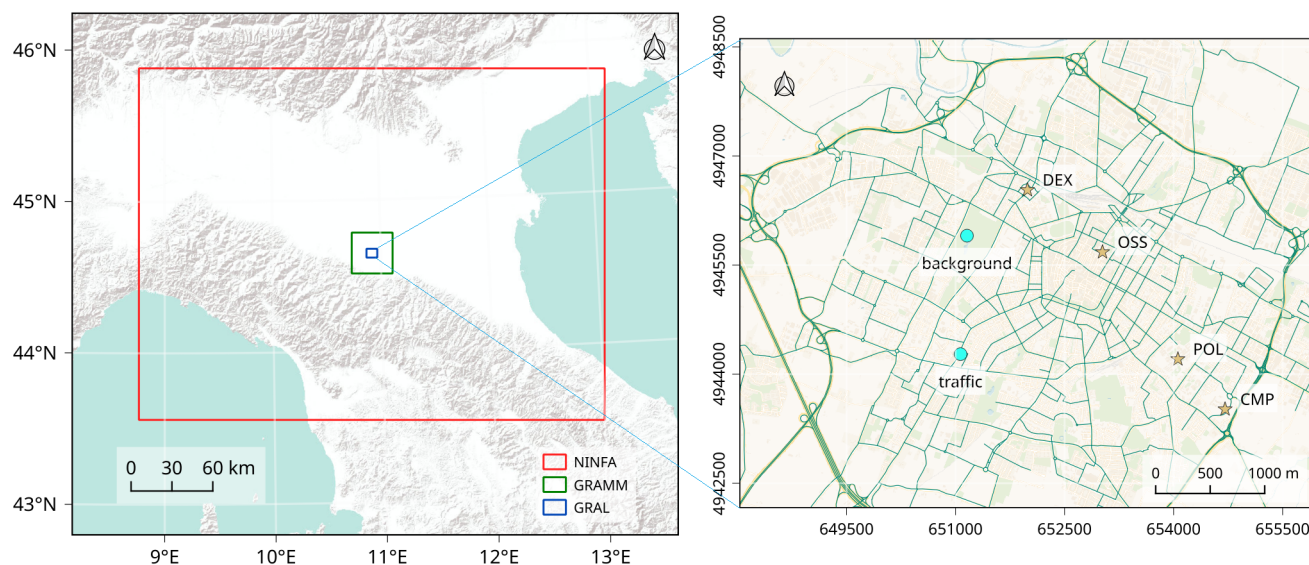 46°N
45°N
44°N
43°N
9°E
10°E
11°E
12°E
13°E
0 30 60 km
NINFA
GRAMM
GRAL
4948500
4947000
4945500
4944000
4942500
DEX
OSS
background
POL
traffic
CMP
0 500 1000 m
649500
651000
652500
654000
655500